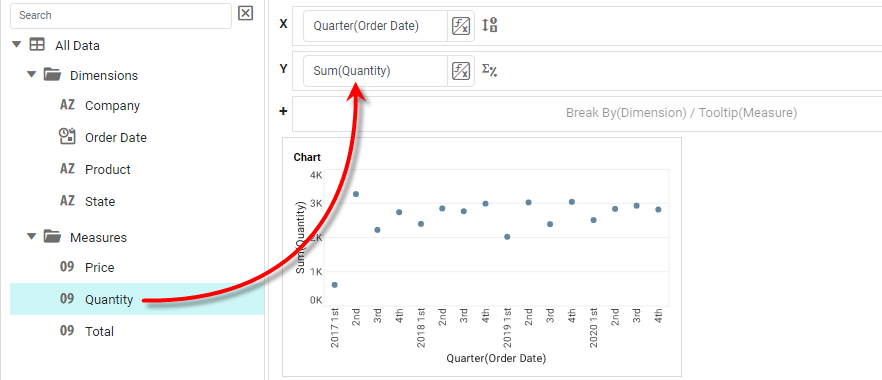 Search
All Data
Dimensions
AZ Company
Order Date
AZ Product
AZ State
Measures
09 Price
09 Quantity
09 Total
X Quarter(Order Date)
Y Sum(Quantity)
+ Break By(Dimension) / Tooltip(Measure)
Chart
4K
3K
2K
1K
0K
Sum(Quantity)
2017 1st 2nd 3rd 4th 2018 1st 2nd 3rd 4th 2019 1st 2nd 3rd 4th 2020 1st 2nd 3rd 4th
Quarter(Order Date)